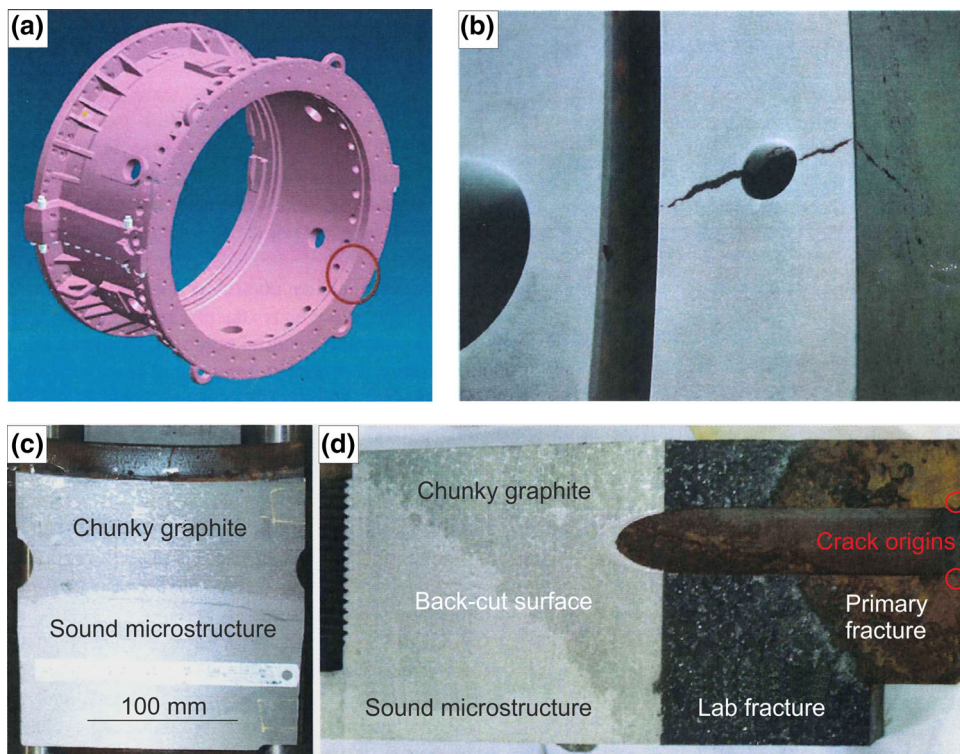 (a)
(b)
(c)
Chunky graphite
Sound microstructure
100 mm
(d)
Chunky graphite
Crack origins
Back-cut surface
Primary
fracture
Sound microstructure
Lab fracture